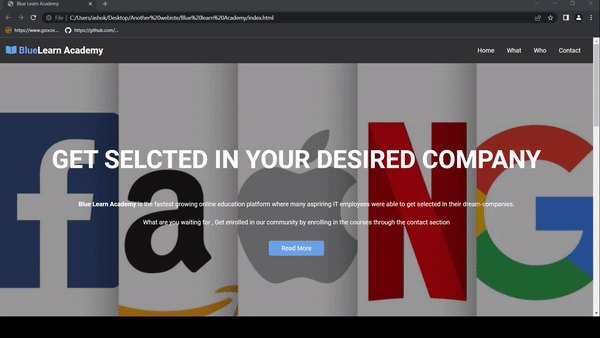 Blue Learn Academy
File
C:/Users/ashok/Desktop/Another%20webiste/Blue%20learn%20Academy/index.html
https://www.goocor...
https://github.com/...
BlueLearn Academy
Home What Who Contact
GET SELCTED IN YOUR DESIRED COMPANY
Blue Learn Academy is the fastest growing online education platform where many aspriring IT employees were able to get selected In their dream companies.
What are you waiting for , Get enrolled in our community by enrolling in the courses through the contact section
Read More